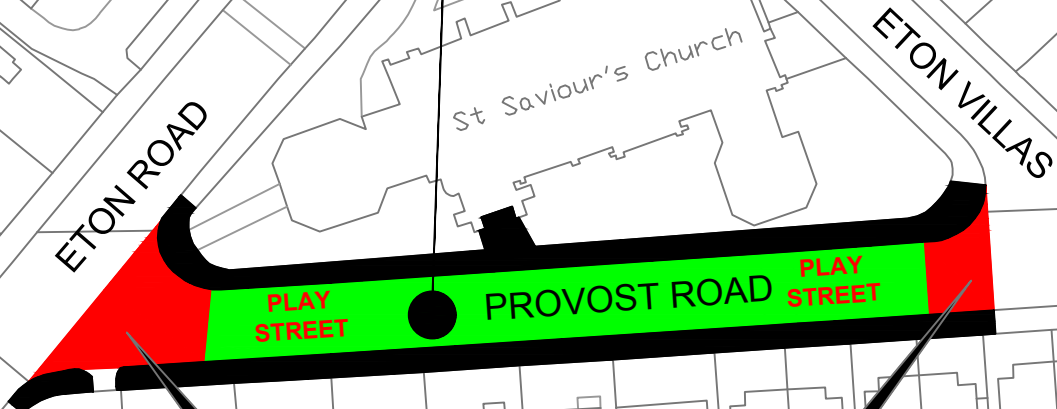 ETON VILLAS
St Saviour's Church
ETON ROAD
PLAY
STREET
PROVOST ROAD
PLAY
STREET